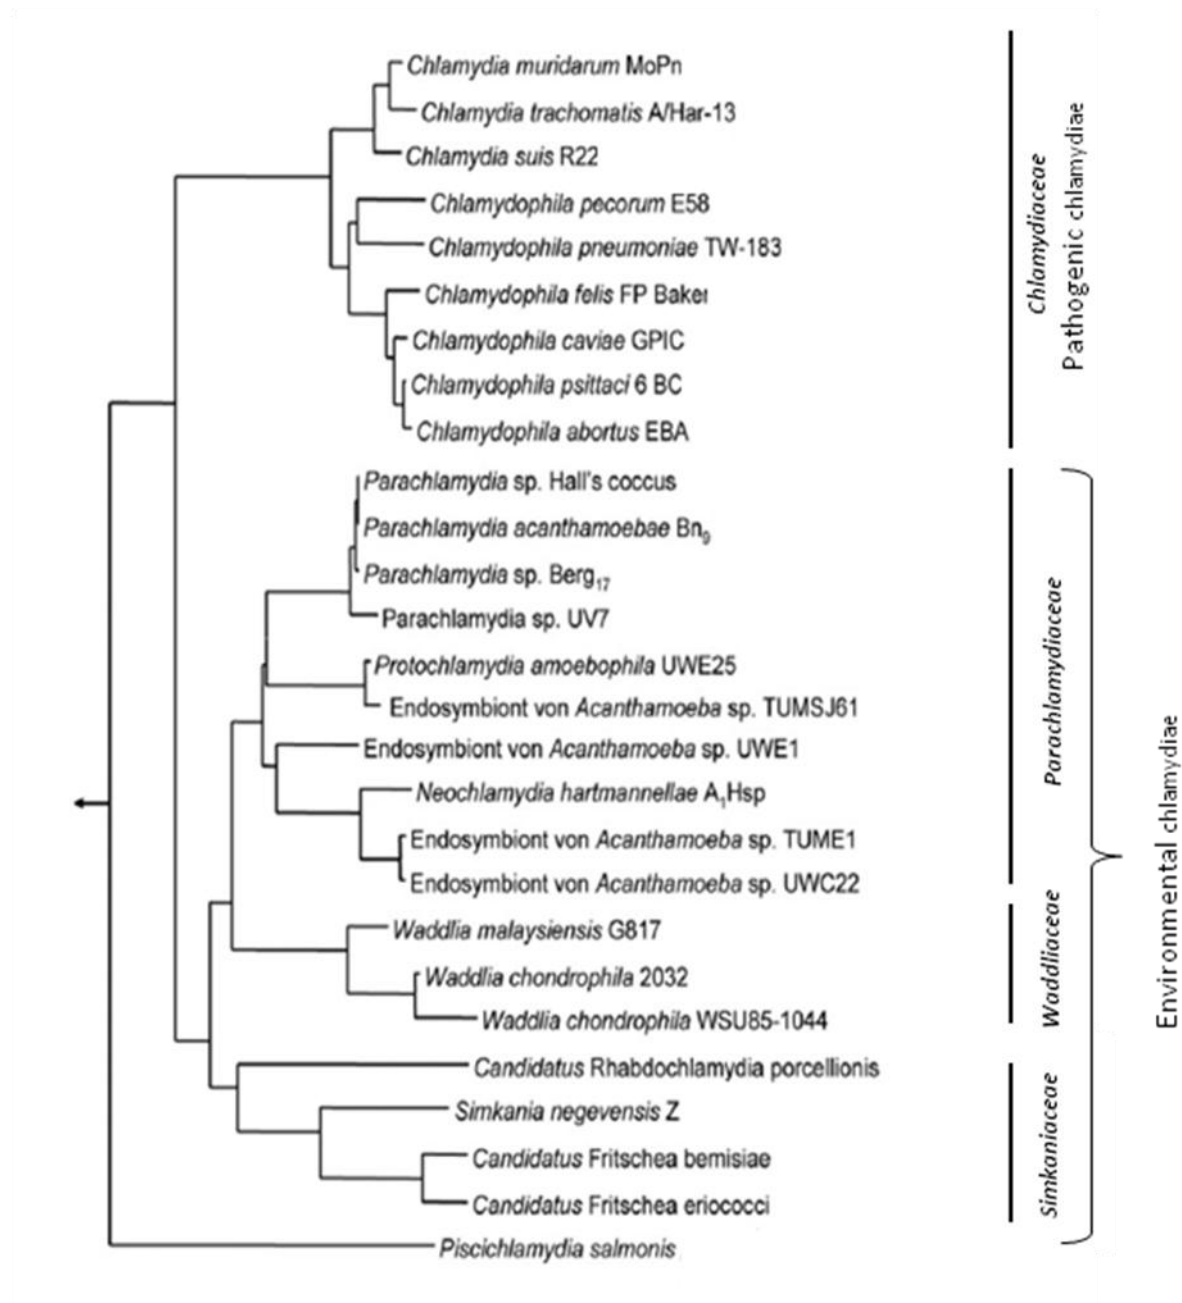 Chlamydia muridarum MoPn
Chlamydia trachomatis A/Har-13
Chlamydia suis R22
Chlamydophila pecorum E58
Chlamydophila pneumoniae TW-183
Chlamydophila felis FP Baker
Chlamydophila caviae GPIC
Chlamydophila psittaci 6 BC
Chlamydophila abortus EBA
Parachlamydia sp. Hall's coccus
Parachlamydia acanthamoebae Bn₉
Parachlamydia sp. Berg₁₇
Parachlamydia sp. UV7
Protochlamydia amoebophila UWE25
Endosymbiont von Acanthamoeba sp. TUMSJ61
Endosymbiont von Acanthamoeba sp. UWE1
Neochlamydia hartmannellae A₁Hsp
Endosymbiont von Acanthamoeba sp. TUME1
Endosymbiont von Acanthamoeba sp. UWC22
Waddlia malaysiensis G817
Waddlia chondrophila 2032
Waddlia chondrophila WSU85-1044
Candidatus Rhabdochlamydia porcellionis
Simkania negevensis Z
Candidatus Fritschea bemisiae
Candidatus Fritschea eriococci
Piscichlamydia salmonis
Chlamydiaceae
Pathogenic chlamydiae
Parachlamydiaceae
Waddliaceae
Simkaniaceae
Environmental chlamydiae